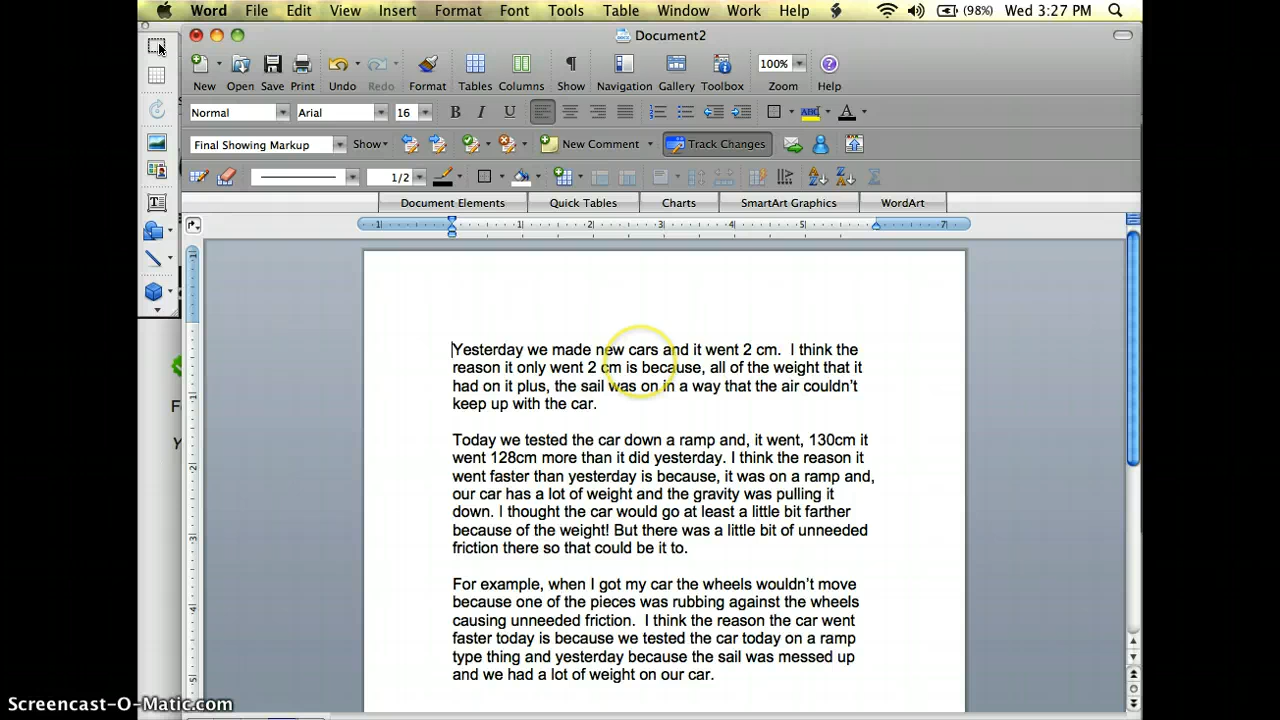 Word File Edit View Insert Format Font Tools Table Window Work Help (98%) Wed 3:27 PM
Document2
New Open Save Print Undo Redo Format Tables Columns Show Navigation Gallery Toolbox 100% Zoom Help
Normal Arial 16 B I U ABC A
Final Showing Markup Show New Comment Track Changes
1/2
Document Elements Quick Tables Charts SmartArt Graphics WordArt
Yesterday we made new cars and it went 2 cm.  I think the
reason it only went 2 cm is because, all of the weight that it
had on it plus, the sail was on in a way that the air couldn't
keep up with the car.
Today we tested the car down a ramp and, it went, 130cm it
went 128cm more than it did yesterday. I think the reason it
went faster than yesterday is because, it was on a ramp and,
our car has a lot of weight and the gravity was pulling it
down. I thought the car would go at least a little bit farther
because of the weight! But there was a little bit of unneeded
friction there so that could be it to.
For example, when I got my car the wheels wouldn't move
because one of the pieces was rubbing against the wheels
causing unneeded friction.  I think the reason the car went
faster today is because we tested the car today on a ramp
type thing and yesterday because the sail was messed up
and we had a lot of weight on our car.
Screencast-O-Matic.com